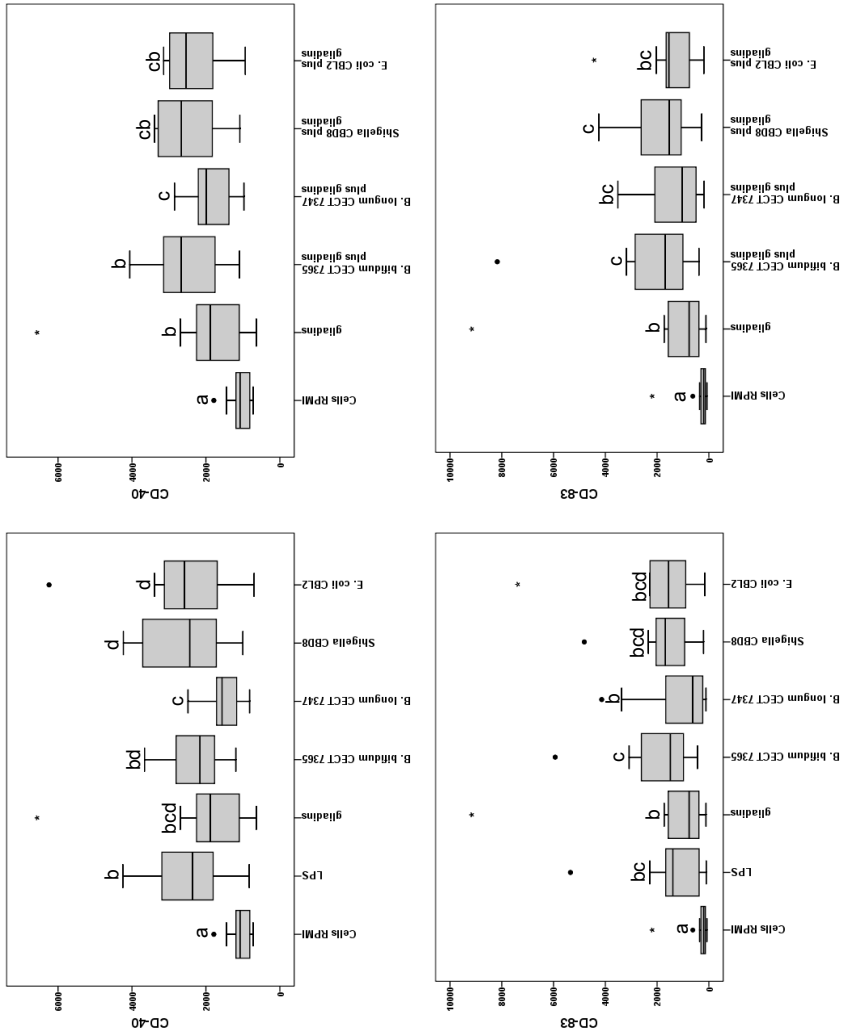 CD-40
6000
4000
2000
0
a
b
bcd
bd
c
d
d
Cells RPMI
LPS
gliadins
B. bifidum CECT 7365
B. longum CECT 7347
Shigella CBD8
E. coli CBL2
CD-40
6000
4000
2000
0
a
b
b
c
cb
cb
Cells RPMI
gliadins
B. bifidum CECT 7365
plus gliadins
B. longum CECT 7347
plus gliadins
Shigella CBD8 plus
gliadins
E. coli CBL2 plus
gliadins
CD-83
10000
8000
6000
4000
2000
0
a
bc
b
c
b
bcd
bcd
Cells RPMI
LPS
gliadins
B. bifidum CECT 7365
B. longum CECT 7347
Shigella CBD8
E. coli CBL2
CD-83
10000
8000
6000
4000
2000
0
a
b
c
bc
c
bc
Cells RPMI
gliadins
B. bifidum CECT 7365
plus gliadins
B. longum CECT 7347
plus gliadins
Shigella CBD8 plus
gliadins
E. coli CBL2 plus
gliadins